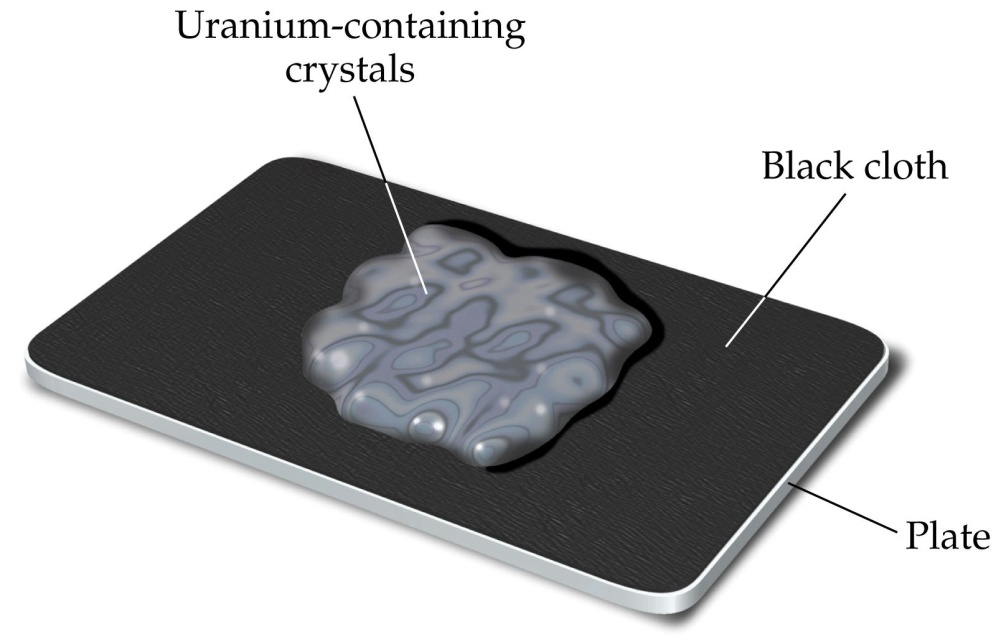 Uranium-containing
crystals
Black cloth
Plate